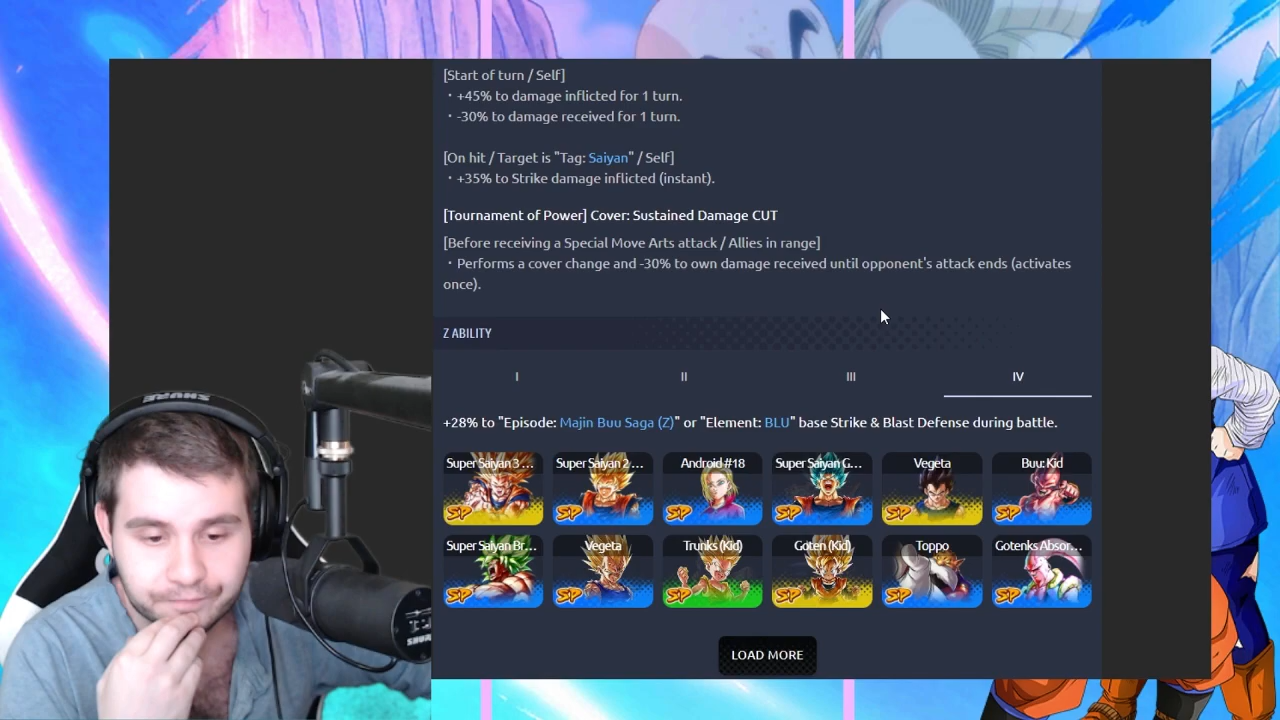 [Start of turn / Self]
・+45% to damage inflicted for 1 turn.
・-30% to damage received for 1 turn.
[On hit / Target is "Tag: Saiyan" / Self]
・+35% to Strike damage inflicted (instant).
[Tournament of Power] Cover: Sustained Damage CUT
[Before receiving a Special Move Arts attack / Allies in range]
・Performs a cover change and -30% to own damage received until opponent's attack ends (activates
once).
Z ABILITY
I II III IV
+28% to "Episode: Majin Buu Saga (Z)" or "Element: BLU" base Strike & Blast Defense during battle.
Super Saiyan 3 ... Super Saiyan 2 ... Android #18 Super Saiyan G... Vegeta Buu: Kid
SP SP SP SP SP SP
Super Saiyan Br... Vegeta Trunks (Kid) Goten (Kid) Toppo Gotenks Absor...
SP SP SP SP SP SP
LOAD MORE
SHURE
SHURE